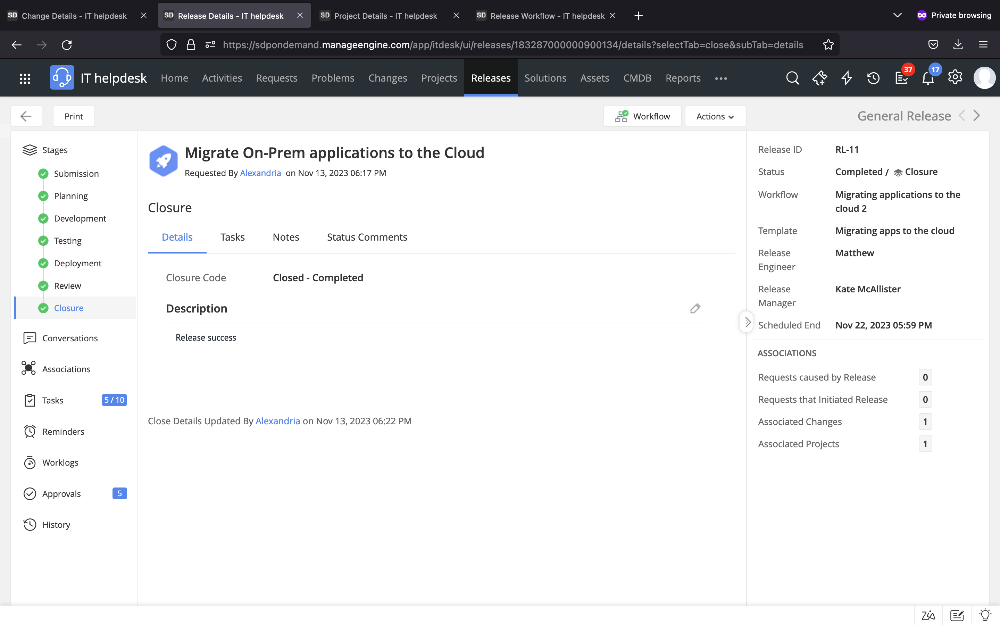 SD Change Details - IT helpdesk
SD Release Details - IT helpdesk
SD Project Details - IT helpdesk
SD Release Workflow - IT helpdesk
Private browsing
https://sdpondemand.manageengine.com/app/itdesk/ui/releases/183287000000900134/details?selectTab=close&subTab=details
IT helpdesk Home Activities Requests Problems Changes Projects Releases Solutions Assets CMDB Reports 37 17
Print
Workflow
Actions
General Release
Stages
Submission
Planning
Development
Testing
Deployment
Review
Closure
Conversations
Associations
Tasks 5 / 10
Reminders
Worklogs
Approvals 5
History
Migrate On-Prem applications to the Cloud
Requested By Alexandria on Nov 13, 2023 06:17 PM
Closure
Details Tasks Notes Status Comments
Closure Code Closed - Completed
Description
Release success
Close Details Updated By Alexandria on Nov 13, 2023 06:22 PM
Release ID RL-11
Status Completed / Closure
Workflow Migrating applications to the
cloud 2
Template Migrating apps to the cloud
Release Matthew
Engineer
Release Kate McAllister
Manager
Scheduled End Nov 22, 2023 05:59 PM
ASSOCIATIONS
Requests caused by Release 0
Requests that Initiated Release 0
Associated Changes 1
Associated Projects 1